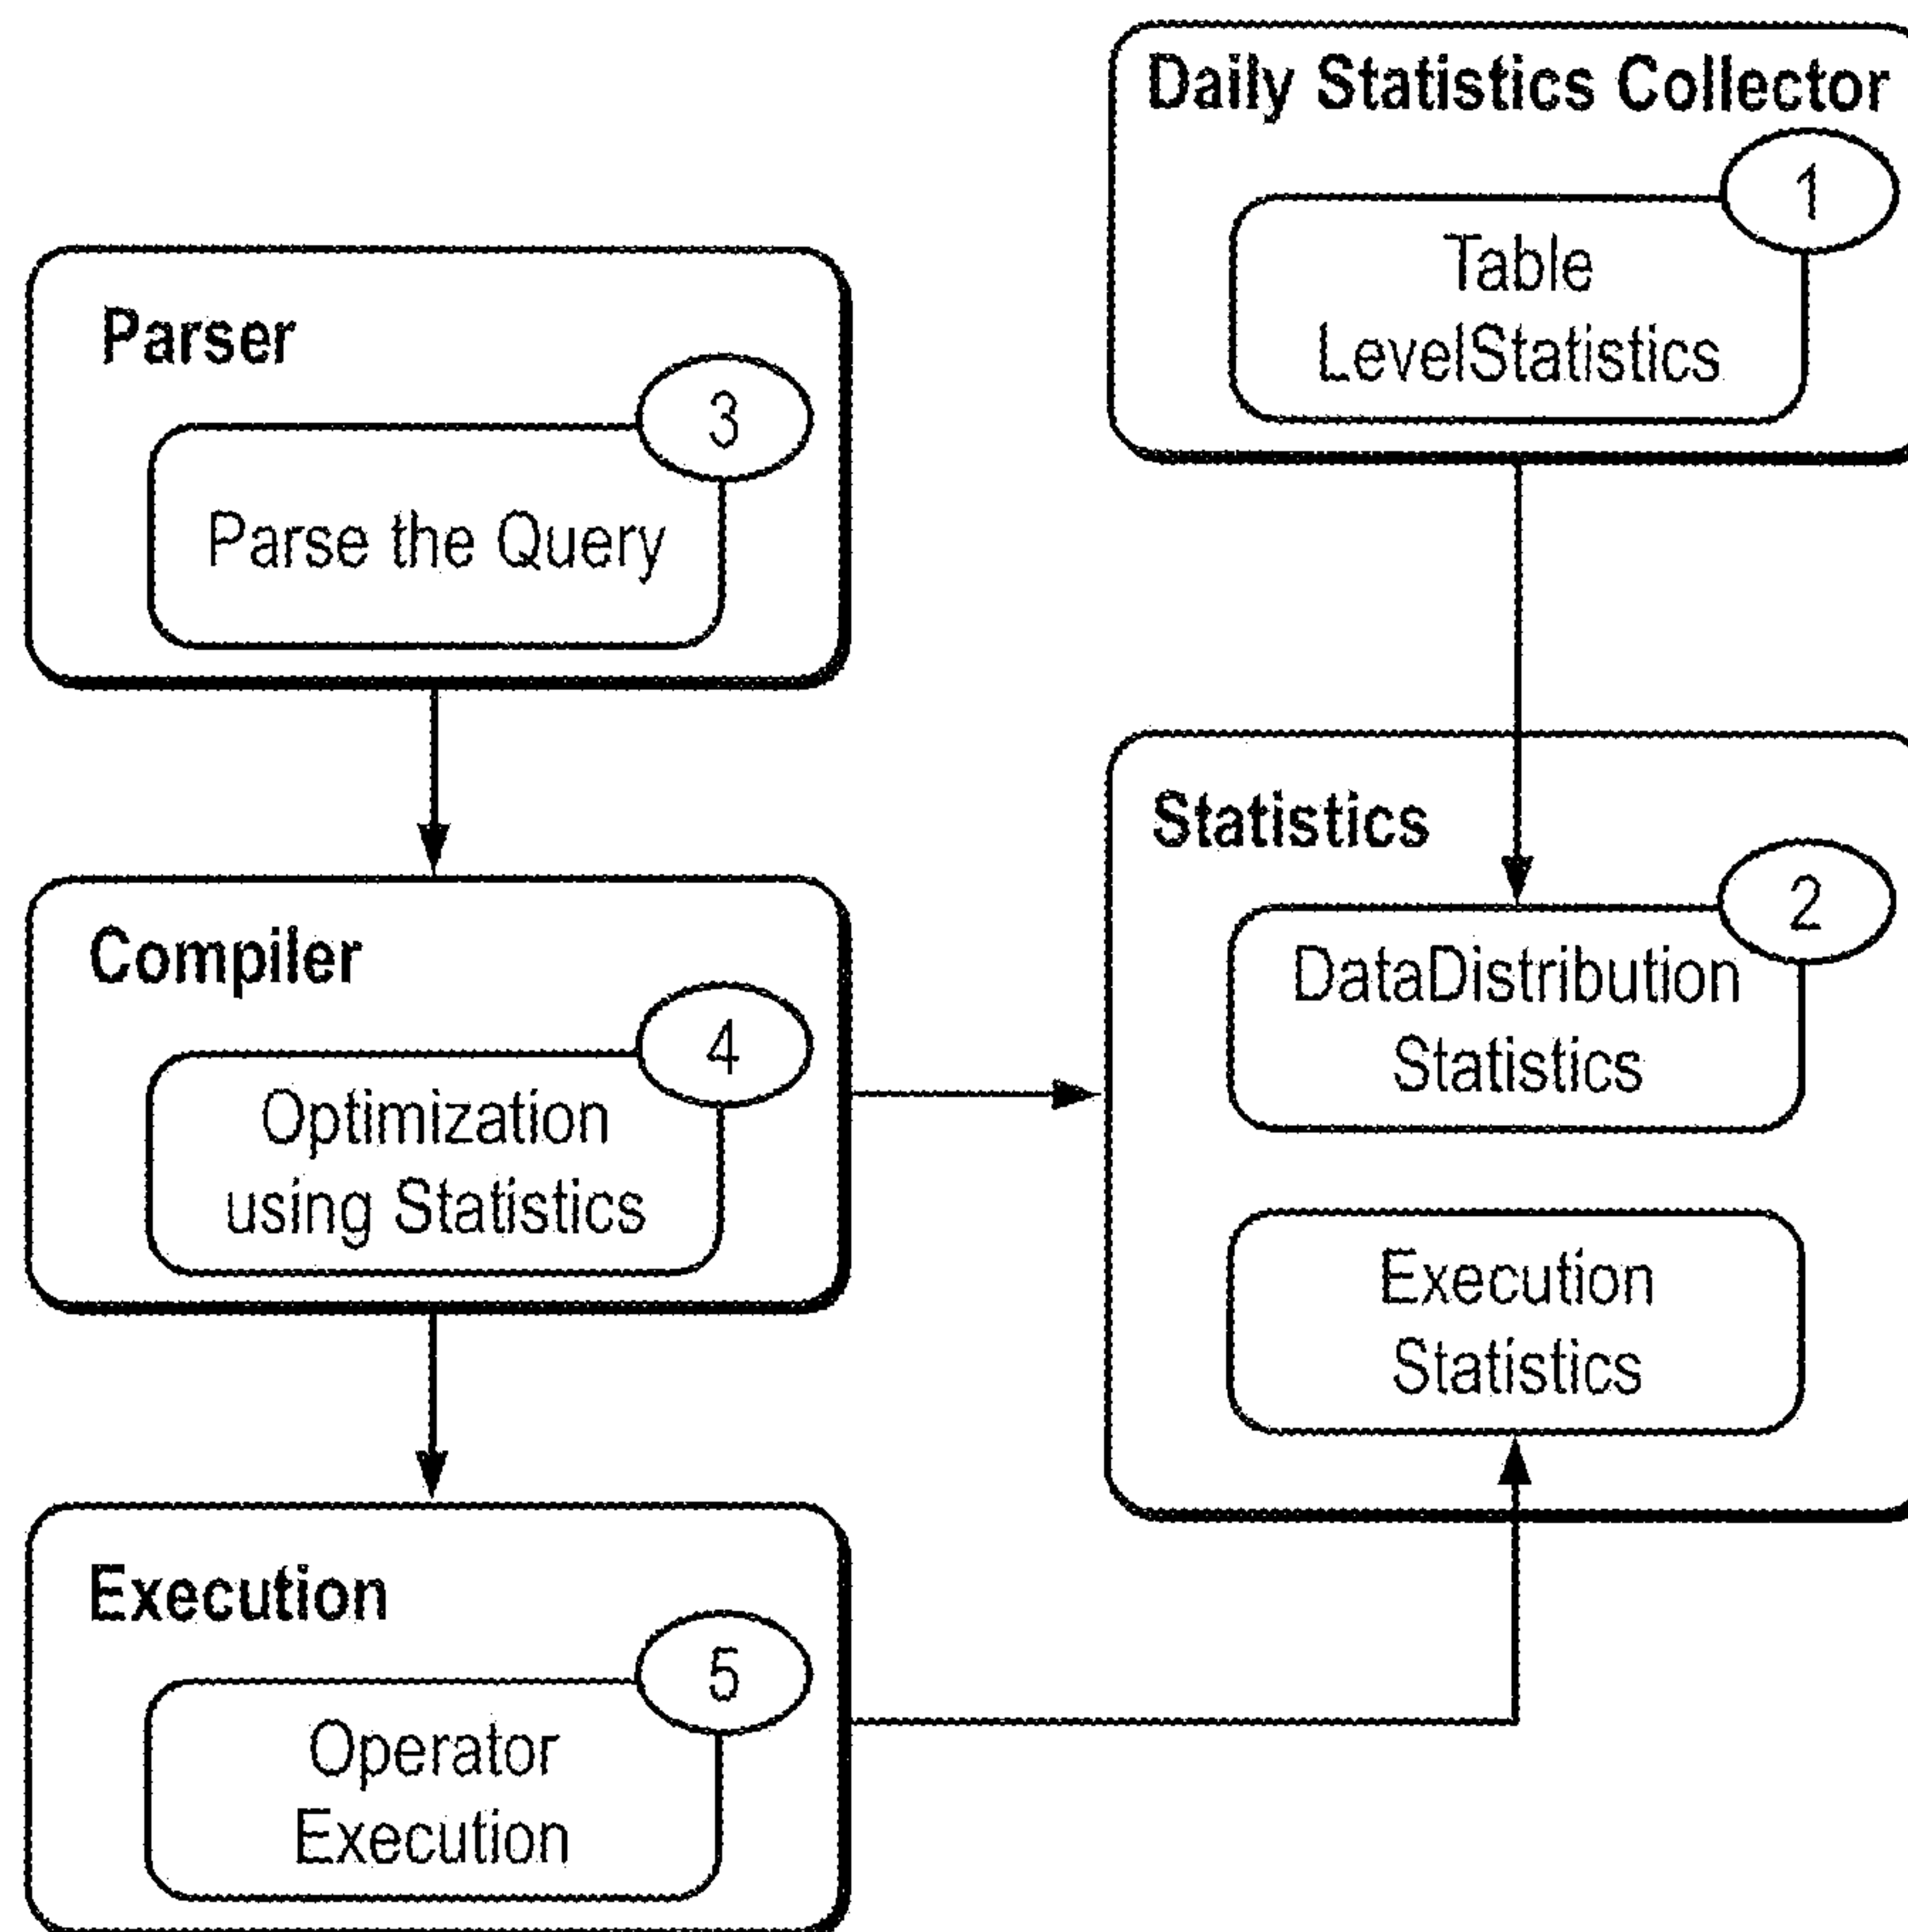 Daily Statistics Collector
1
Table
LevelStatistics
Parser
3
Parse the Query
Statistics
2
DataDistribution
Statistics
Compiler
4
Optimization
using Statistics
Execution
Statistics
Execution
5
Operator
Execution